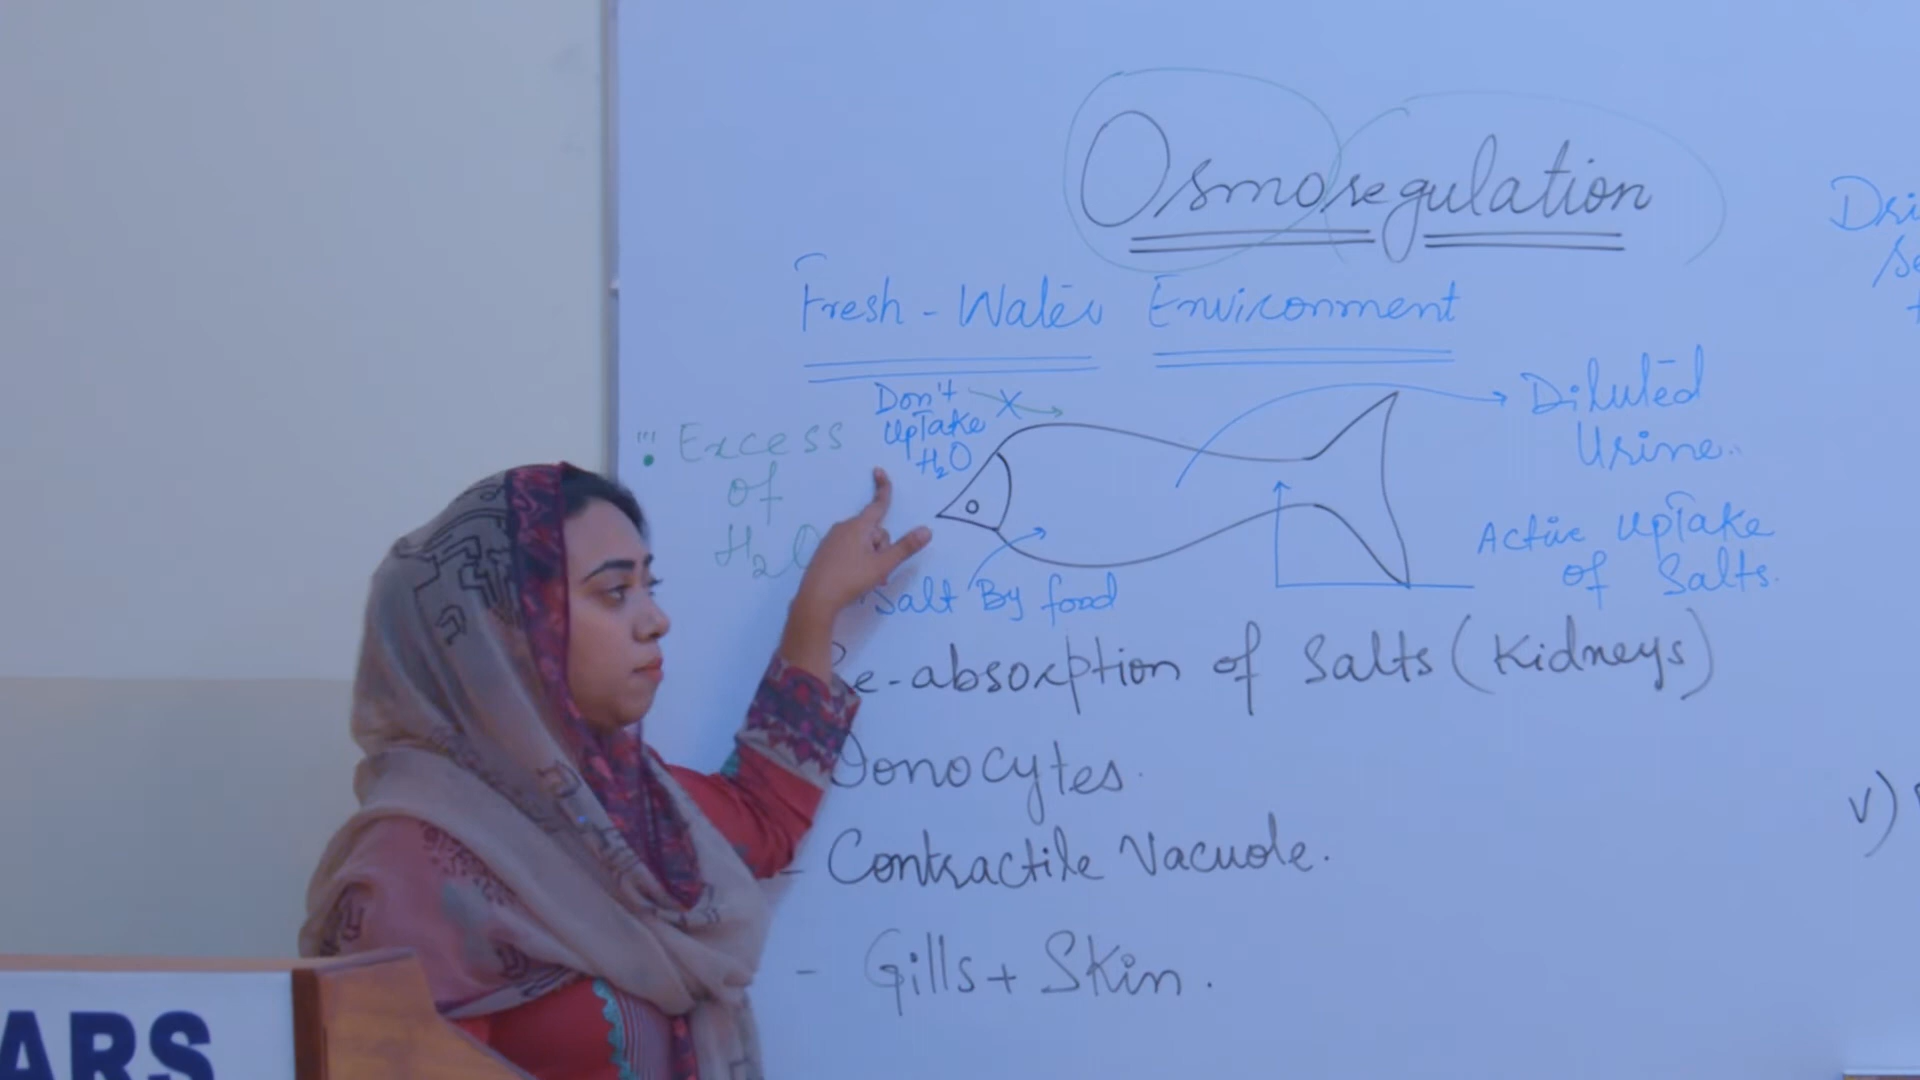 Osmoregulation
Fresh-Water Environment
Don't
UpTake
H₂O
!!! Excess
of
H₂O
Diluted
Urine..
Active UpTake
of Salts.
Salt By food
Re-absorption of Salts (Kidneys)
Ionocytes.
- Contractile Vacuole.
- Gills + Skin.
V)
ARS